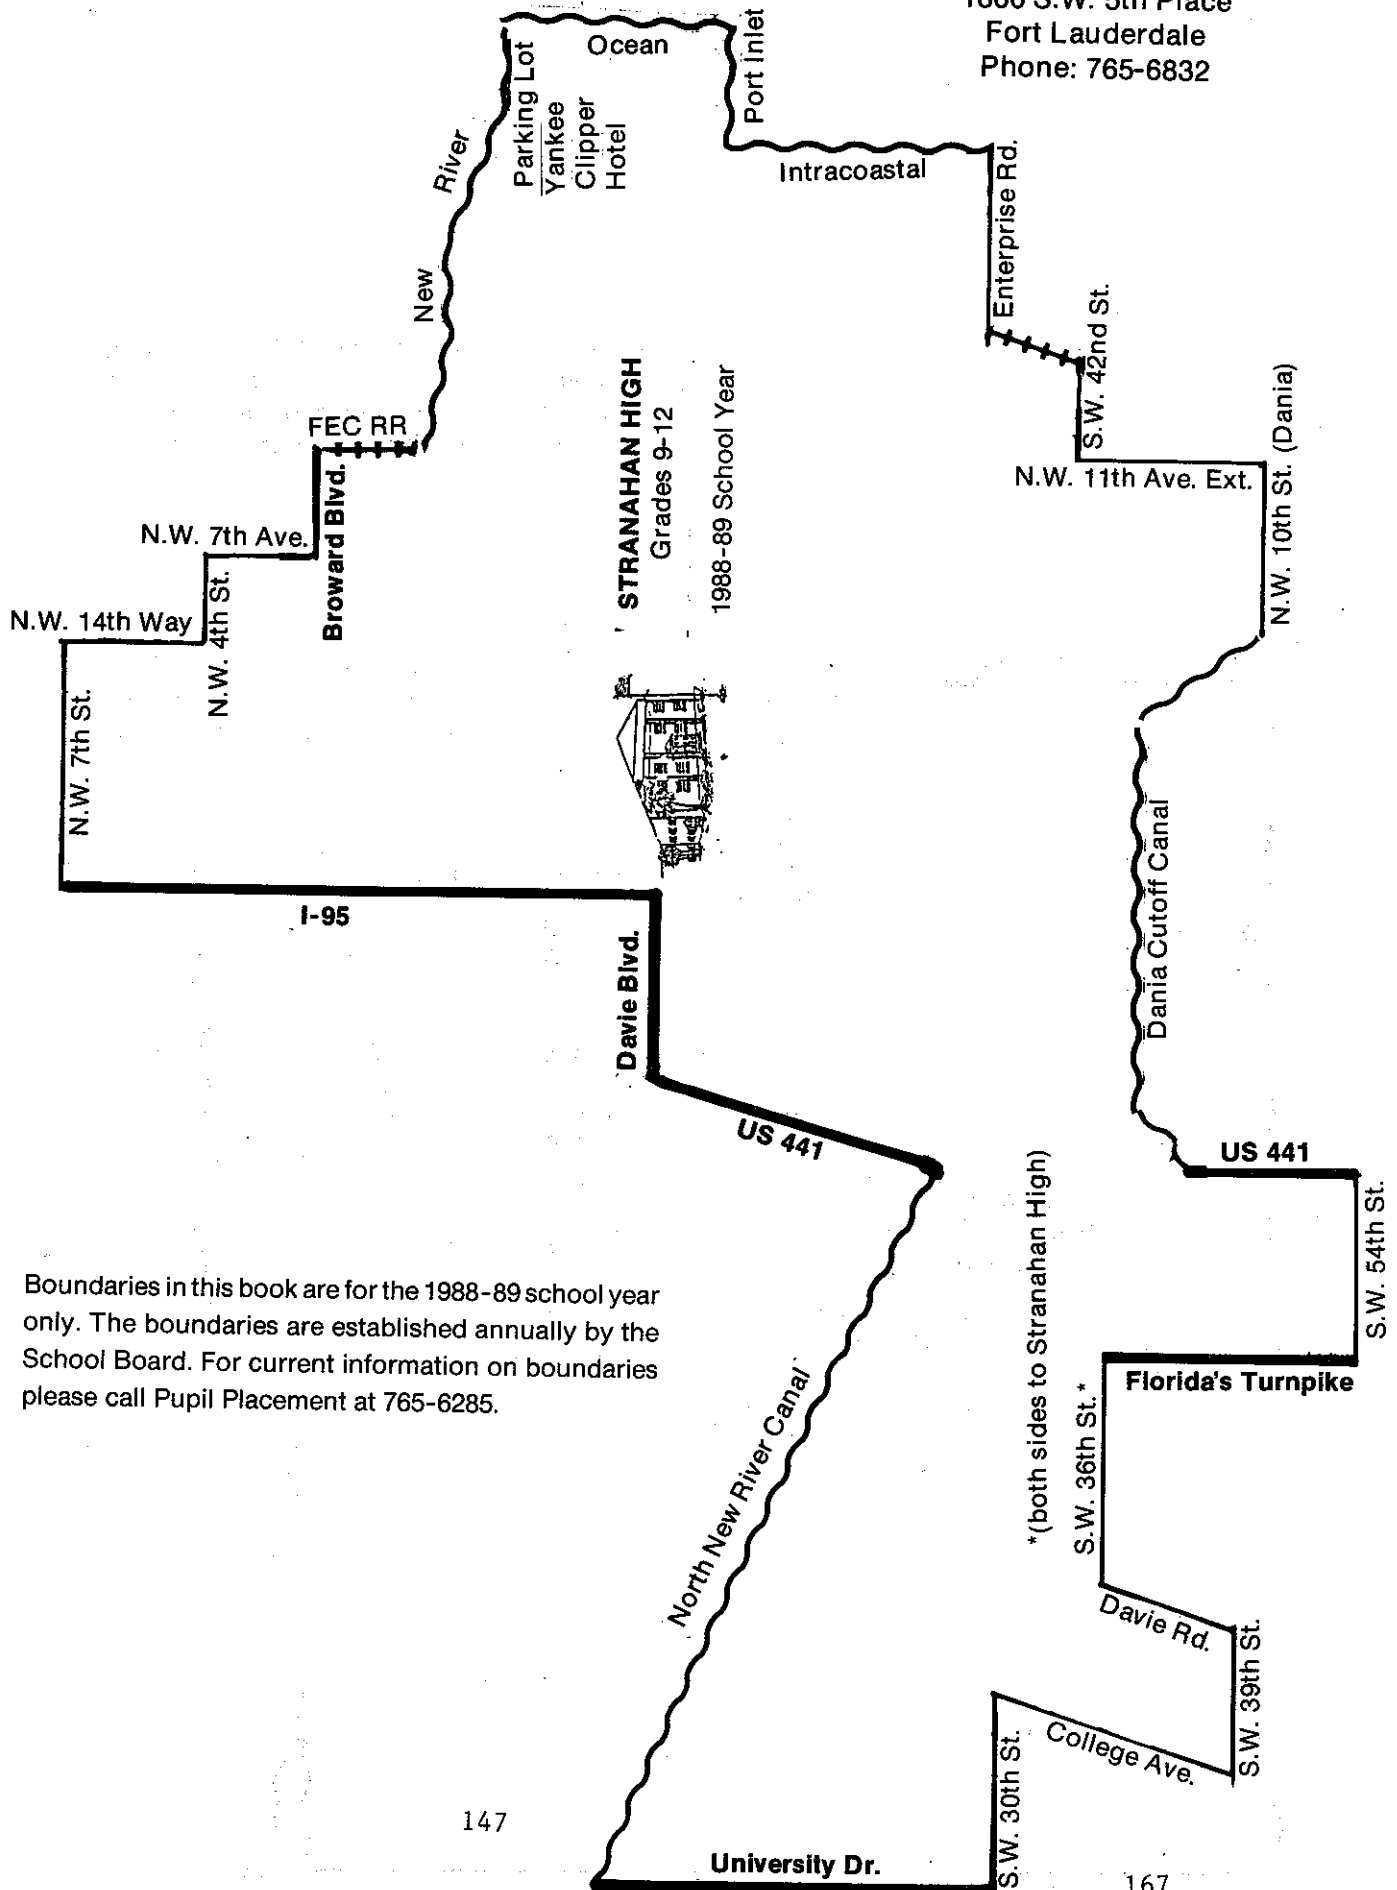 1800 S.W. 5th Place
Fort Lauderdale
Phone: 765-6832
Ocean
Port Inlet
Parking Lot
Yankee
Clipper
Hotel
River
New
Intracoastal
Enterprise Rd.
S.W. 42nd St.
FEC RR
Broward Blvd.
N.W. 7th Ave.
N.W. 4th St.
N.W. 14th Way
N.W. 7th St.
STRANAHAN HIGH
Grades 9-12
1988-89 School Year
N.W. 11th Ave. Ext.
N.W. 10th St. (Dania)
I-95
Davie Blvd.
US 441
Dania Cutoff Canal
US 441
S.W. 54th St.
Florida's Turnpike
*(both sides to Stranahan High)
S.W. 36th St.*
Boundaries in this book are for the 1988-89 school year
only. The boundaries are established annually by the
School Board. For current information on boundaries
please call Pupil Placement at 765-6285.
North New River Canal
Davie Rd.
S.W. 39th St.
College Ave.
S.W. 30th St.
University Dr.
147
167